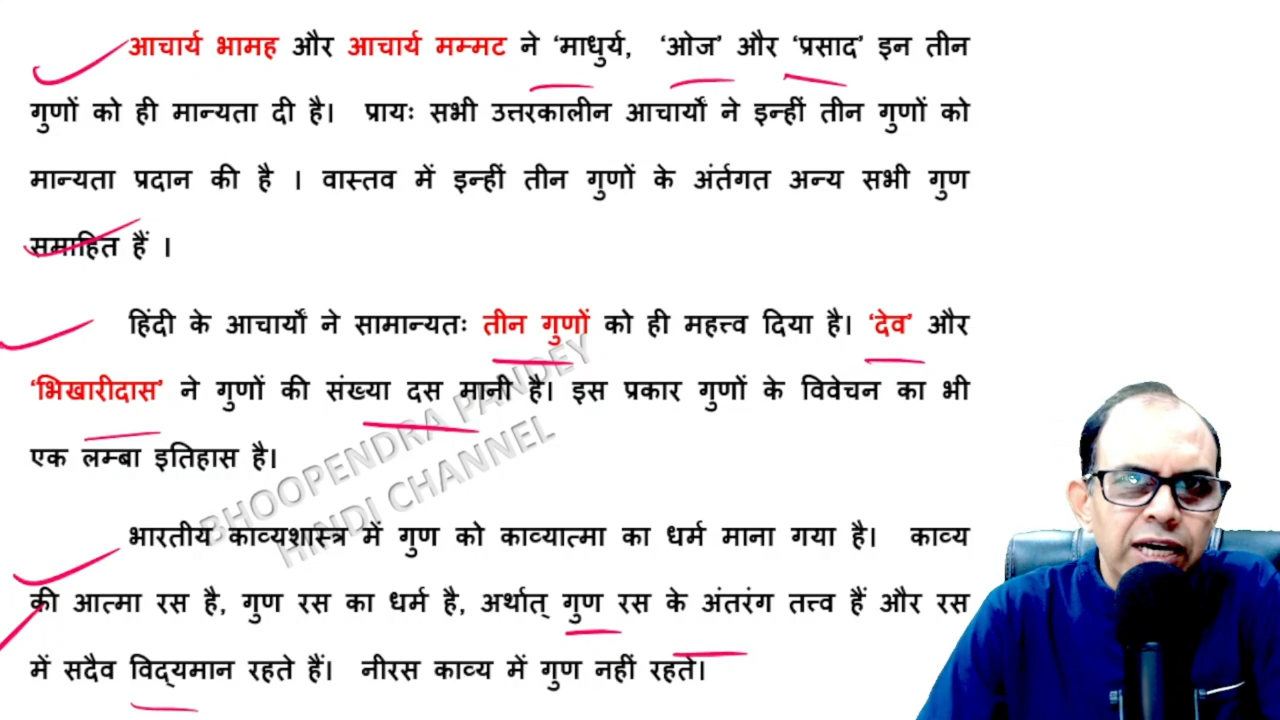 आचार्य भामह और आचार्य मम्मट ने ‘माधुर्य, ‘ओज’ और ‘प्रसाद’ इन तीन
गुणों को ही मान्यता दी है। प्रायः सभी उत्तरकालीन आचार्यों ने इन्हीं तीन गुणों को
मान्यता प्रदान की है । वास्तव में इन्हीं तीन गुणों के अंर्तगत अन्य सभी गुण
समाहित हैं ।
हिंदी के आचार्यों ने सामान्यतः तीन गुणों को ही महत्त्व दिया है। ‘देव’ और
‘भिखारीदास’ ने गुणों की संख्या दस मानी है। इस प्रकार गुणों के विवेचन का भी
एक लम्बा इतिहास है।
BHOOPENDRA PANDEY
HINDI CHANNEL
भारतीय काव्यशास्त्र में गुण को काव्यात्मा का धर्म माना गया है। काव्य
की आत्मा रस है, गुण रस का धर्म है, अर्थात् गुण रस के अंतरंग तत्त्व हैं और रस
में सदैव विद्‌यमान रहते हैं। नीरस काव्य में गुण नहीं रहते।